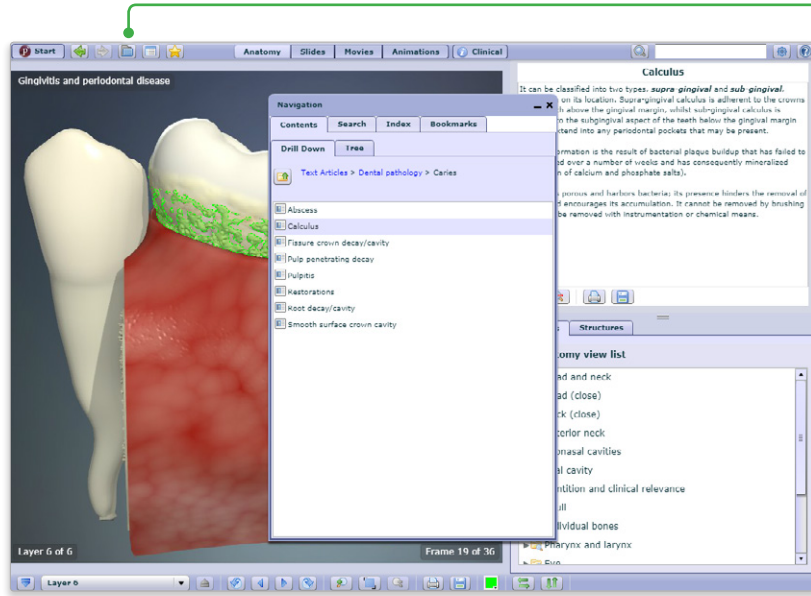 Start
Anatomy Slides Movies Animations Clinical
Gingivitis and periodontal disease
Calculus
It can be classified into two types, supra gingival and sub gingival,
on its location. Supra-gingival calculus is adherent to the crowns
above the gingival margin, whilst sub-gingival calculus is
to the subgingival aspect of the teeth below the gingival margin
extend into any periodontal pockets that may be present.
is the result of bacterial plaque buildup that has failed to
over a number of weeks and has consequently mineralized
of calcium and phosphate salts).
porous and harbors bacteria; its presence hinders the removal of
encourages its accumulation. It cannot be removed by brushing
be removed with instrumentation or chemical means.
Navigation
Contents Search Index Bookmarks
Drill Down Tree
Text Articles > Dental pathology > Caries
Abscess
Calculus
Fissure crown decay/cavity
Pulp penetrating decay
Pulpitis
Restorations
Root decay/cavity
Smooth surface crown cavity
Structures
view list
and neck
(close)
(close)
neck
cavities
cavity
and clinical relevance
bones
Pharynx and larynx
Eye
Layer 6 of 6
Frame 19 of 36
Layer 6